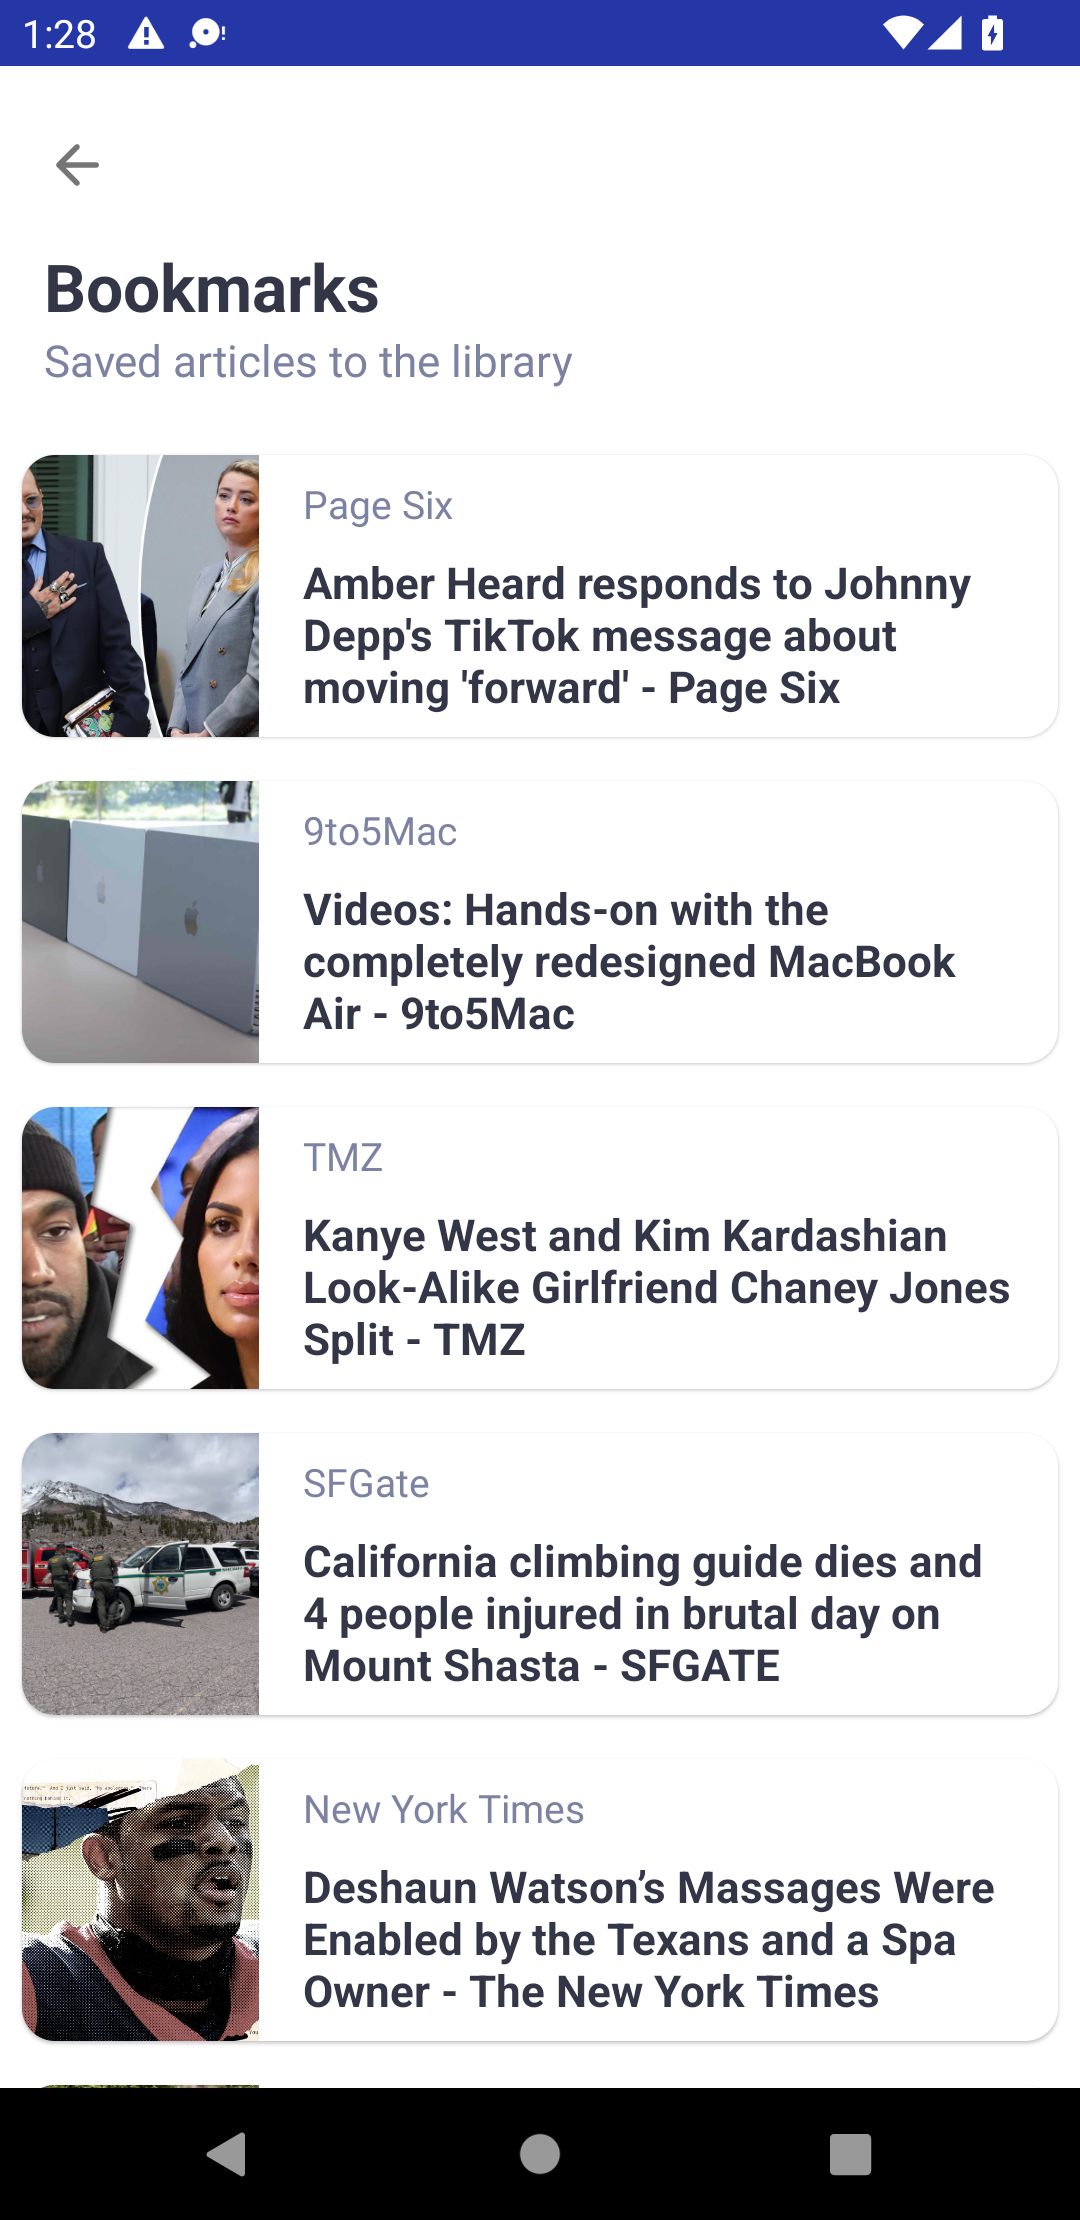 1:28
Bookmarks
Saved articles to the library
Page Six
Amber Heard responds to Johnny
Depp's TikTok message about
moving 'forward' - Page Six
9to5Mac
Videos: Hands-on with the
completely redesigned MacBook
Air - 9to5Mac
TMZ
Kanye West and Kim Kardashian
Look-Alike Girlfriend Chaney Jones
Split - TMZ
SFGate
California climbing guide dies and
4 people injured in brutal day on
Mount Shasta - SFGATE
New York Times
Deshaun Watson’s Massages Were
Enabled by the Texans and a Spa
Owner - The New York Times